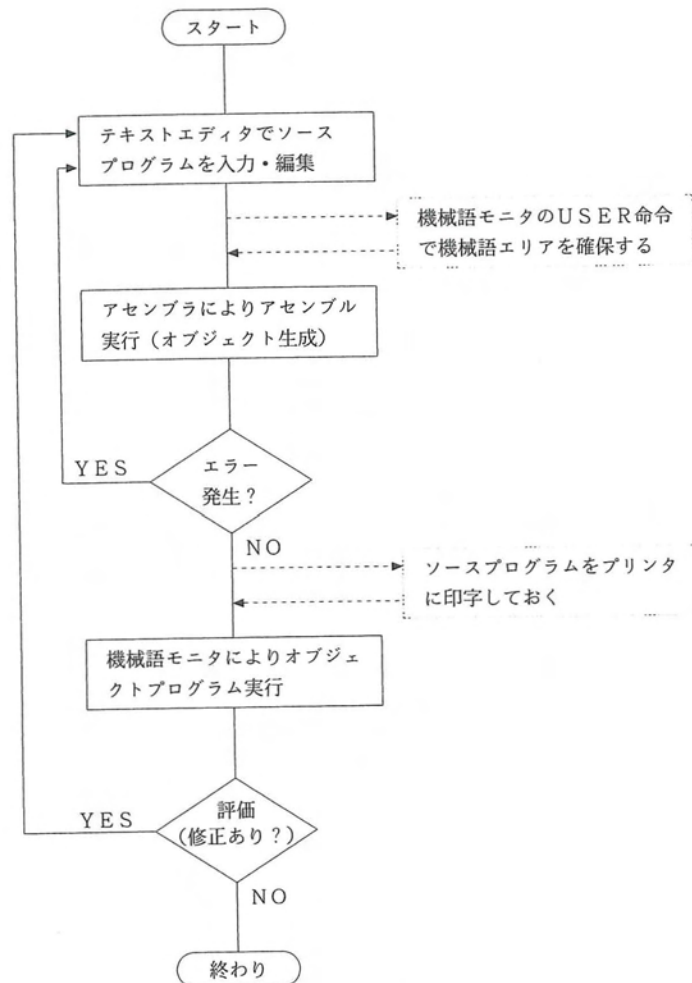 スタート
テキストエディタでソース
プログラムを入力・編集
機械語モニタのUSER命令
で機械語エリアを確保する
アセンブラによりアセンブル
実行(オブジェクト生成)
YES
エラー
発生?
NO
ソースプログラムをプリンタ
に印字しておく
機械語モニタによりオブジェ
クトプログラム実行
YES
評価
(修正あり?)
NO
終わり